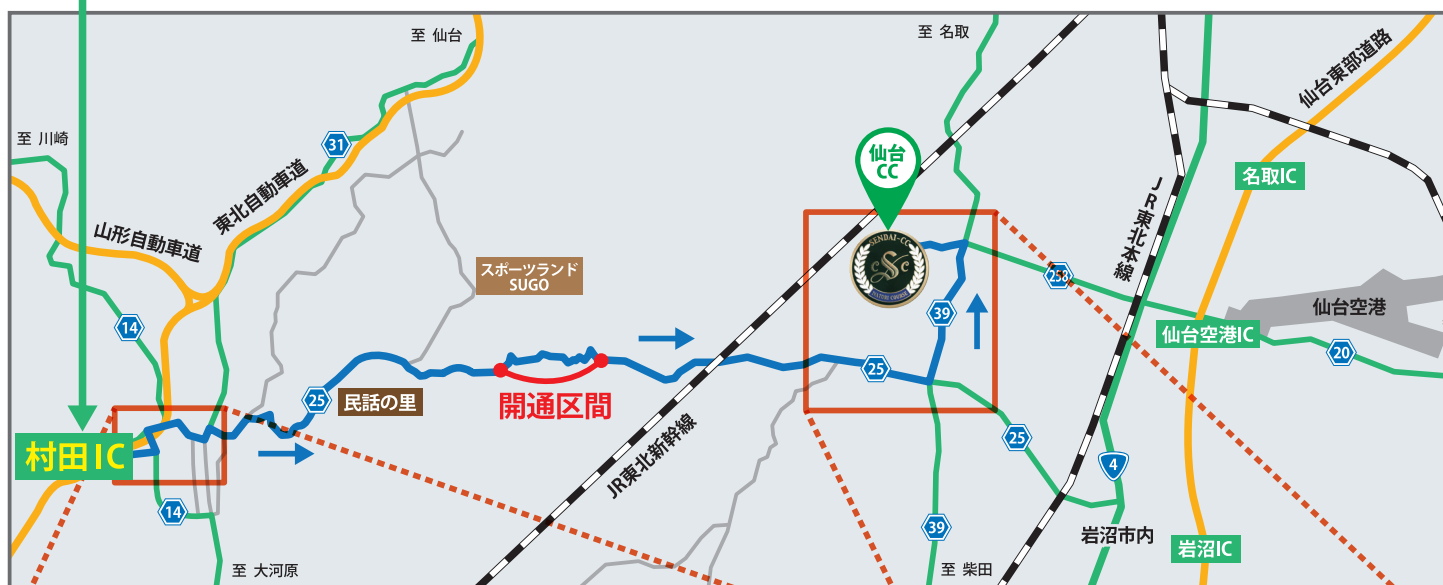 至 仙台
至 名取
仙台東部道路
至 川崎
31
仙台
CC
名取IC
東北自動車道
山形自動車道
JR東北本線
SENDAI-CC
CSC
スポーツランド
SUGO
258
仙台空港
14
39
仙台空港IC
20
25
25
民話の里
開通区間
25
村田IC
JR東北新幹線
4
14
39
岩沼市内
岩沼IC
至 大河原
至 柴田